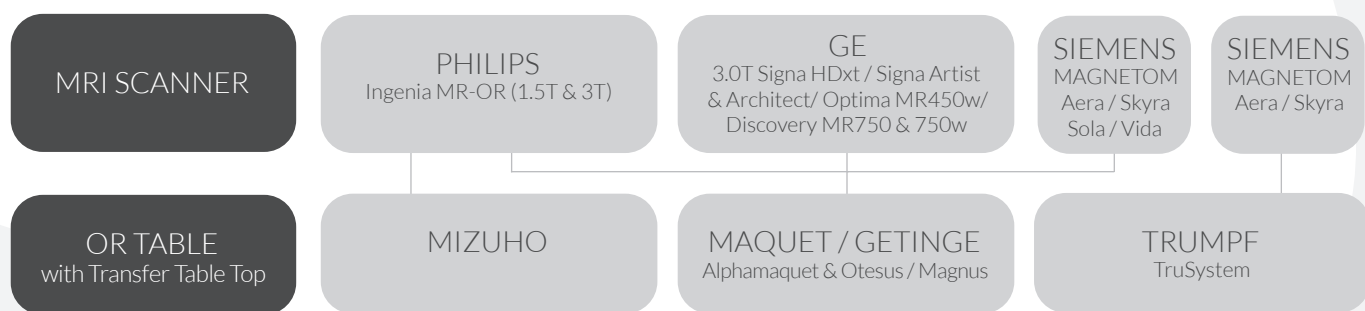 MRI SCANNER
PHILIPS
Ingenia MR-OR (1.5T & 3T)
GE
3.0T Signa HDxt / Signa Artist
& Architect/ Optima MR450w/
Discovery MR750 & 750w
SIEMENS
MAGNETOM
Aera / Skyra
Sola / Vida
SIEMENS
MAGNETOM
Aera / Skyra
OR TABLE
with Transfer Table Top
MIZUHO
MAQUET / GETINGE
Alphamaquet & Otesus / Magnus
TRUMPF
TruSystem